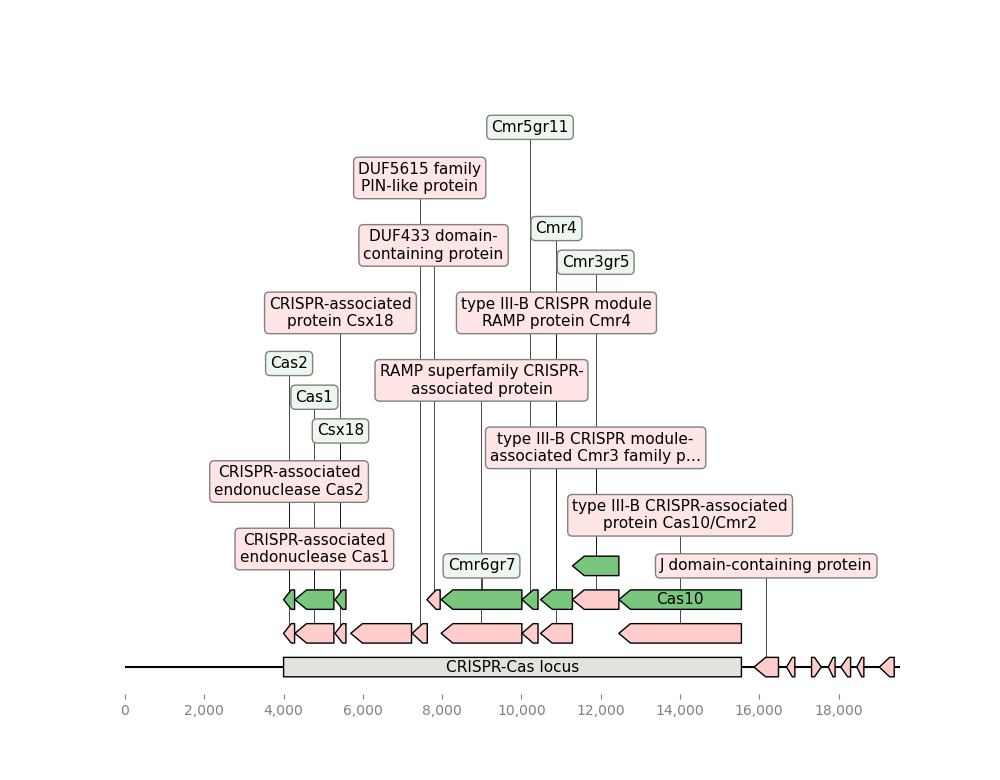 Cmr5gr11
DUF5615 family
PIN-like protein
Cmr4
DUF433 domain-
containing protein
Cmr3gr5
CRISPR-associated
protein Csx18
type III-B CRISPR module
RAMP protein Cmr4
Cas2
RAMP superfamily CRISPR-
associated protein
Cas1
Csx18
type III-B CRISPR module-
associated Cmr3 family p…
CRISPR-associated
endonuclease Cas2
type III-B CRISPR-associated
protein Cas10/Cmr2
CRISPR-associated
endonuclease Cas1
Cmr6gr7
J domain-containing protein
Cas10
CRISPR-Cas locus
0 2,000 4,000 6,000 8,000 10,000 12,000 14,000 16,000 18,000